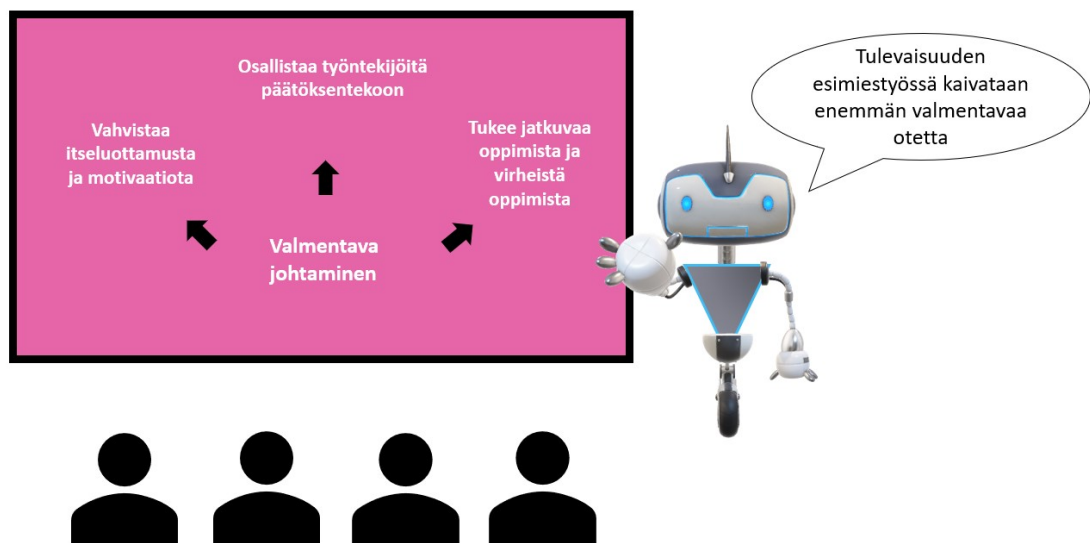 Osallistaa työntekijöitä
päätöksentekoon
Vahvistaa
itseluottamusta
ja motivaatiota
Tukee jatkuvaa
oppimista ja
virheistä
oppimista
Valmentava
johtaminen
Tulevaisuuden
esimiestyössä kaivataan
enemmän valmentavaa
otetta